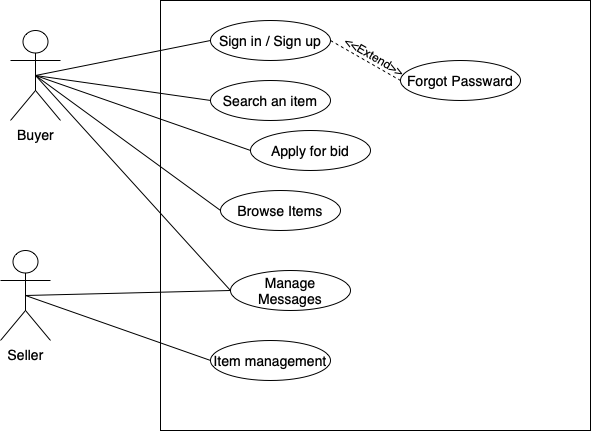 Sign in / Sign up
<<Extend>>
Forgot Passward
Search an item
Buyer
Apply for bid
Browse Items
Manage
Messages
Seller
Item management